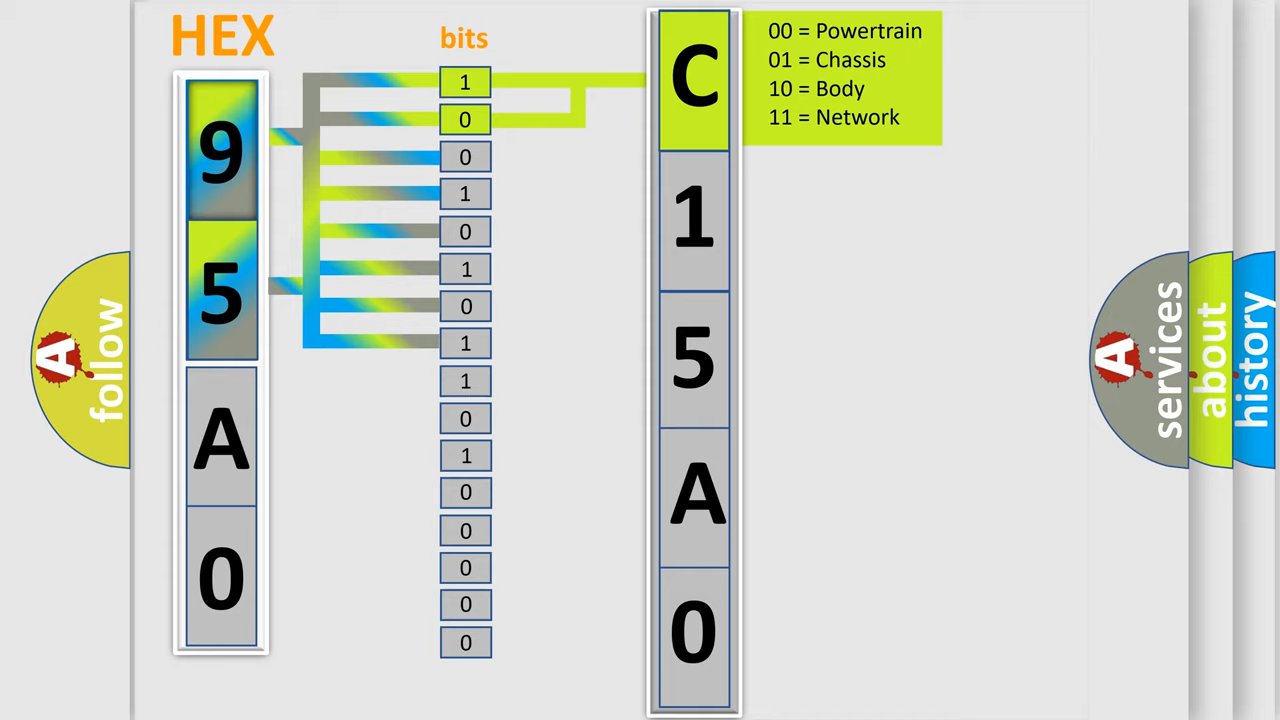 HEX
bits
9
5
A
0
1
0
0
1
0
1
0
1
1
0
1
0
0
0
0
0
C
1
5
A
0
00 = Powertrain
01 = Chassis
10 = Body
11 = Network
A
follow
A
services
about
history